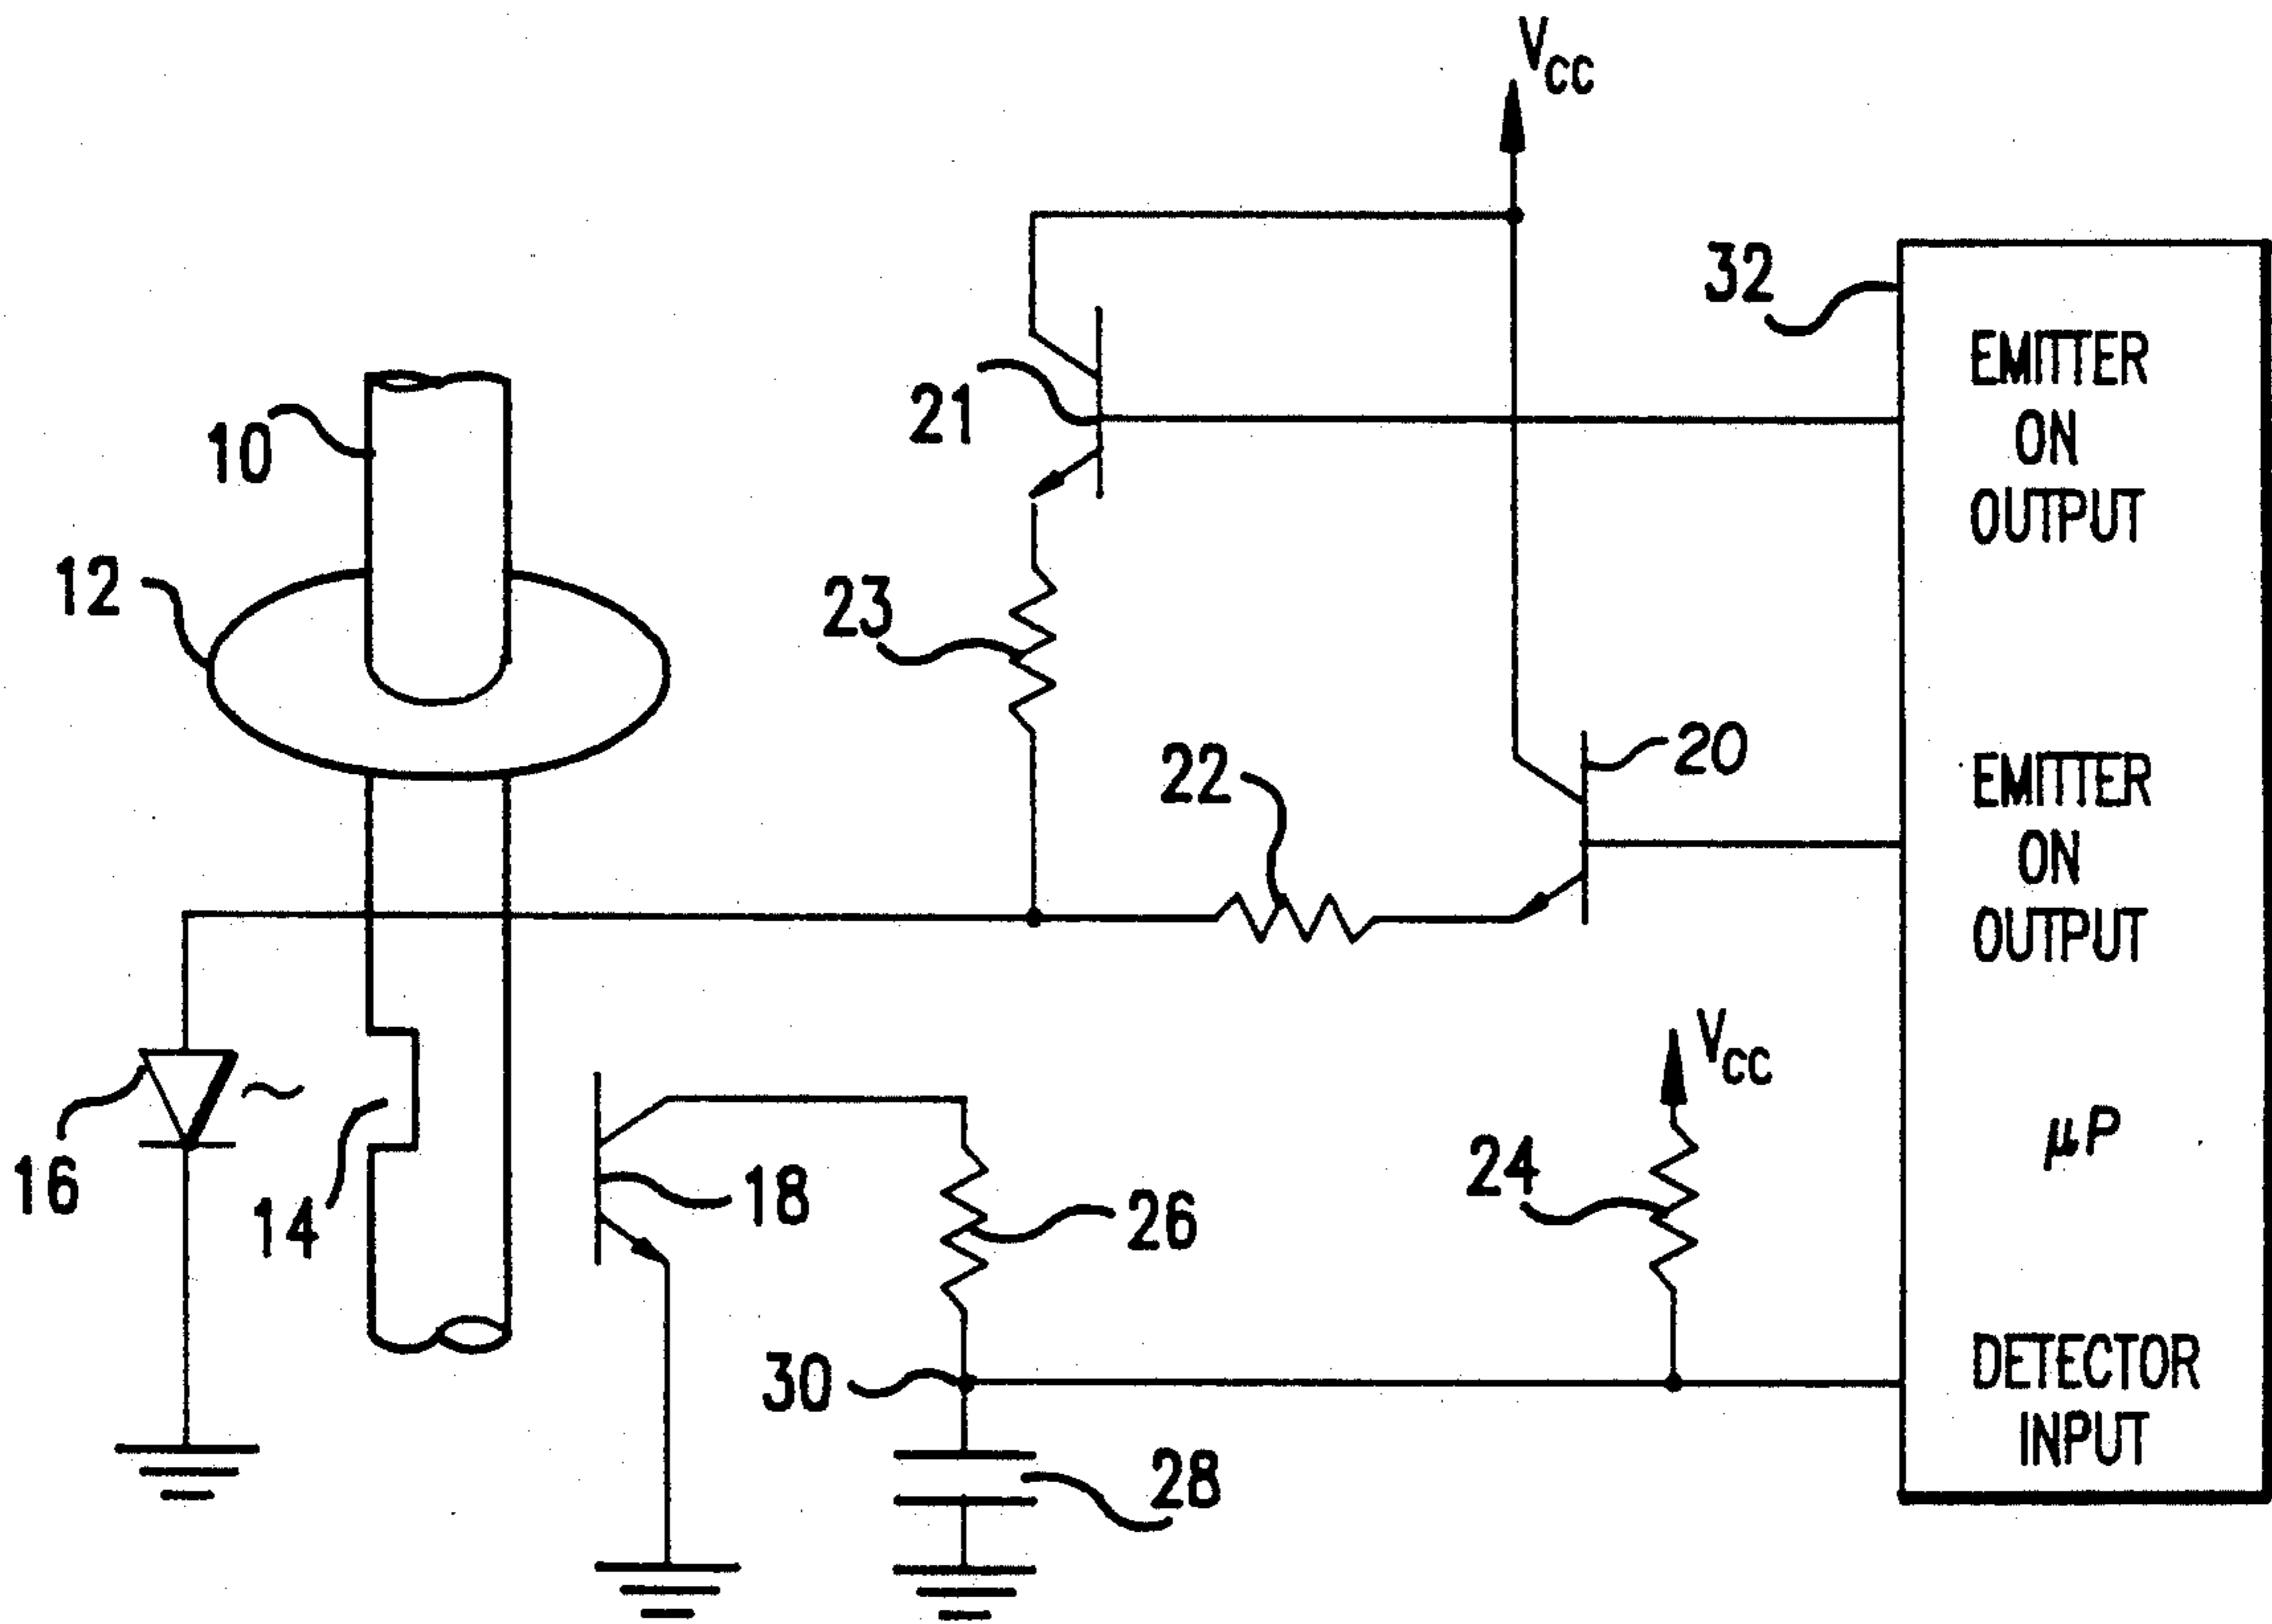 VCC
32
EMITTER
ON
OUTPUT
21
10
12
23
20
22
EMITTER
ON
OUTPUT
VCC
μP
16
14
18
24
26
30
DETECTOR
INPUT
28